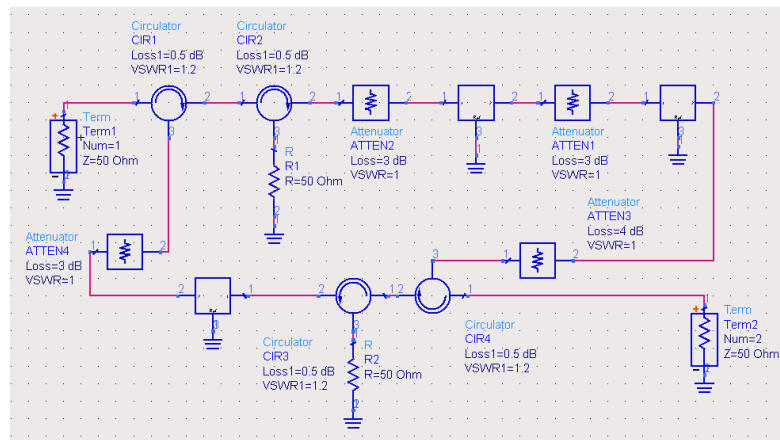 Circulator
CIR1
Loss1=0.5 dB
VSWR1=1.2
Circulator
CIR2
Loss1=0.5 dB
VSWR1=1.2
1 2 1 2 1 2 1 2 1 2 1 2
3 3
Term
Term1
Num=1
Z=50 Ohm
R
R1
R=50 Ohm
Attenuator
ATTEN2
Loss=3 dB
VSWR=1
Attenuator
ATTEN1
Loss=3 dB
VSWR=1
Attenuator
ATTEN3
Loss=4 dB
VSWR=1
Attenuator
ATTEN4
Loss=3 dB
VSWR=1
1 2
3 1 2
2 1 2 1 2 1
3
Circulator
CIR3
Loss1=0.5 dB
VSWR1=1.2
R
R2
R=50 Ohm
Circulator
CIR4
Loss1=0.5 dB
VSWR1=1.2
Term
Term2
Num=2
Z=50 Ohm